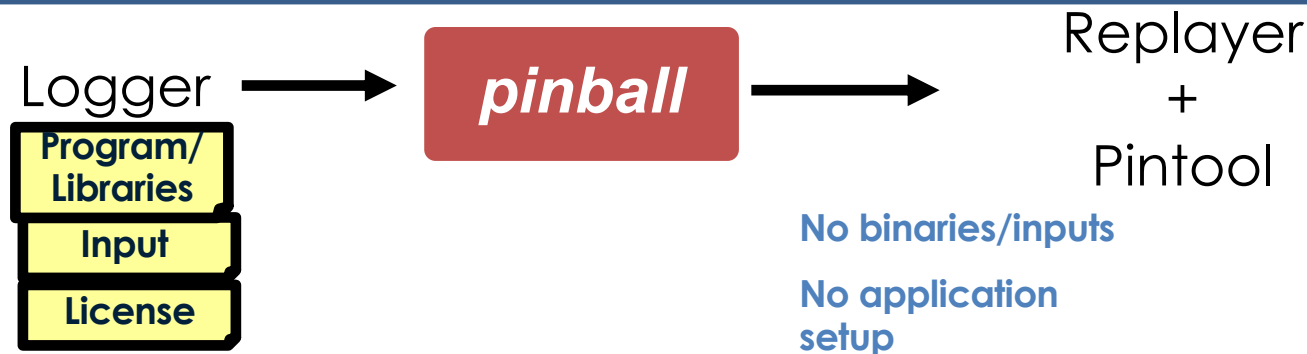 Logger
Program/
Libraries
Input
License
pinball
Replayer
+
Pintool
No binaries/inputs
No application
setup